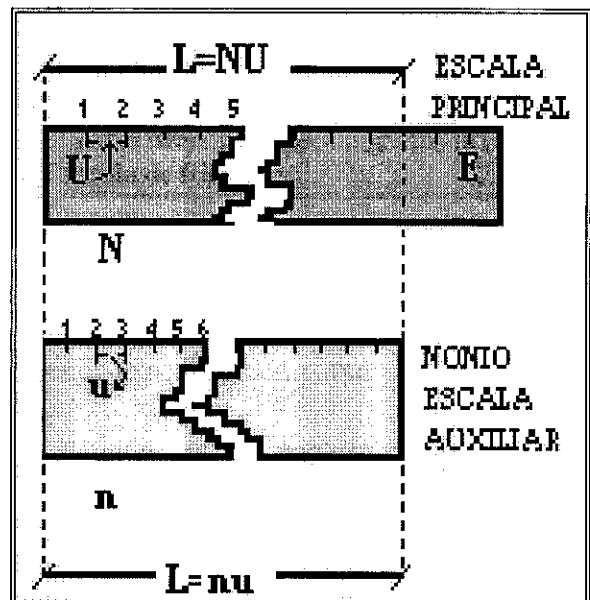 L=NU
ESCALA
PRINCIPAL
1 2 3 4 5
U
E
N
1 2 3 4 5 6
u
NONIO
ESCALA
AUXILIAR
n
L=nu